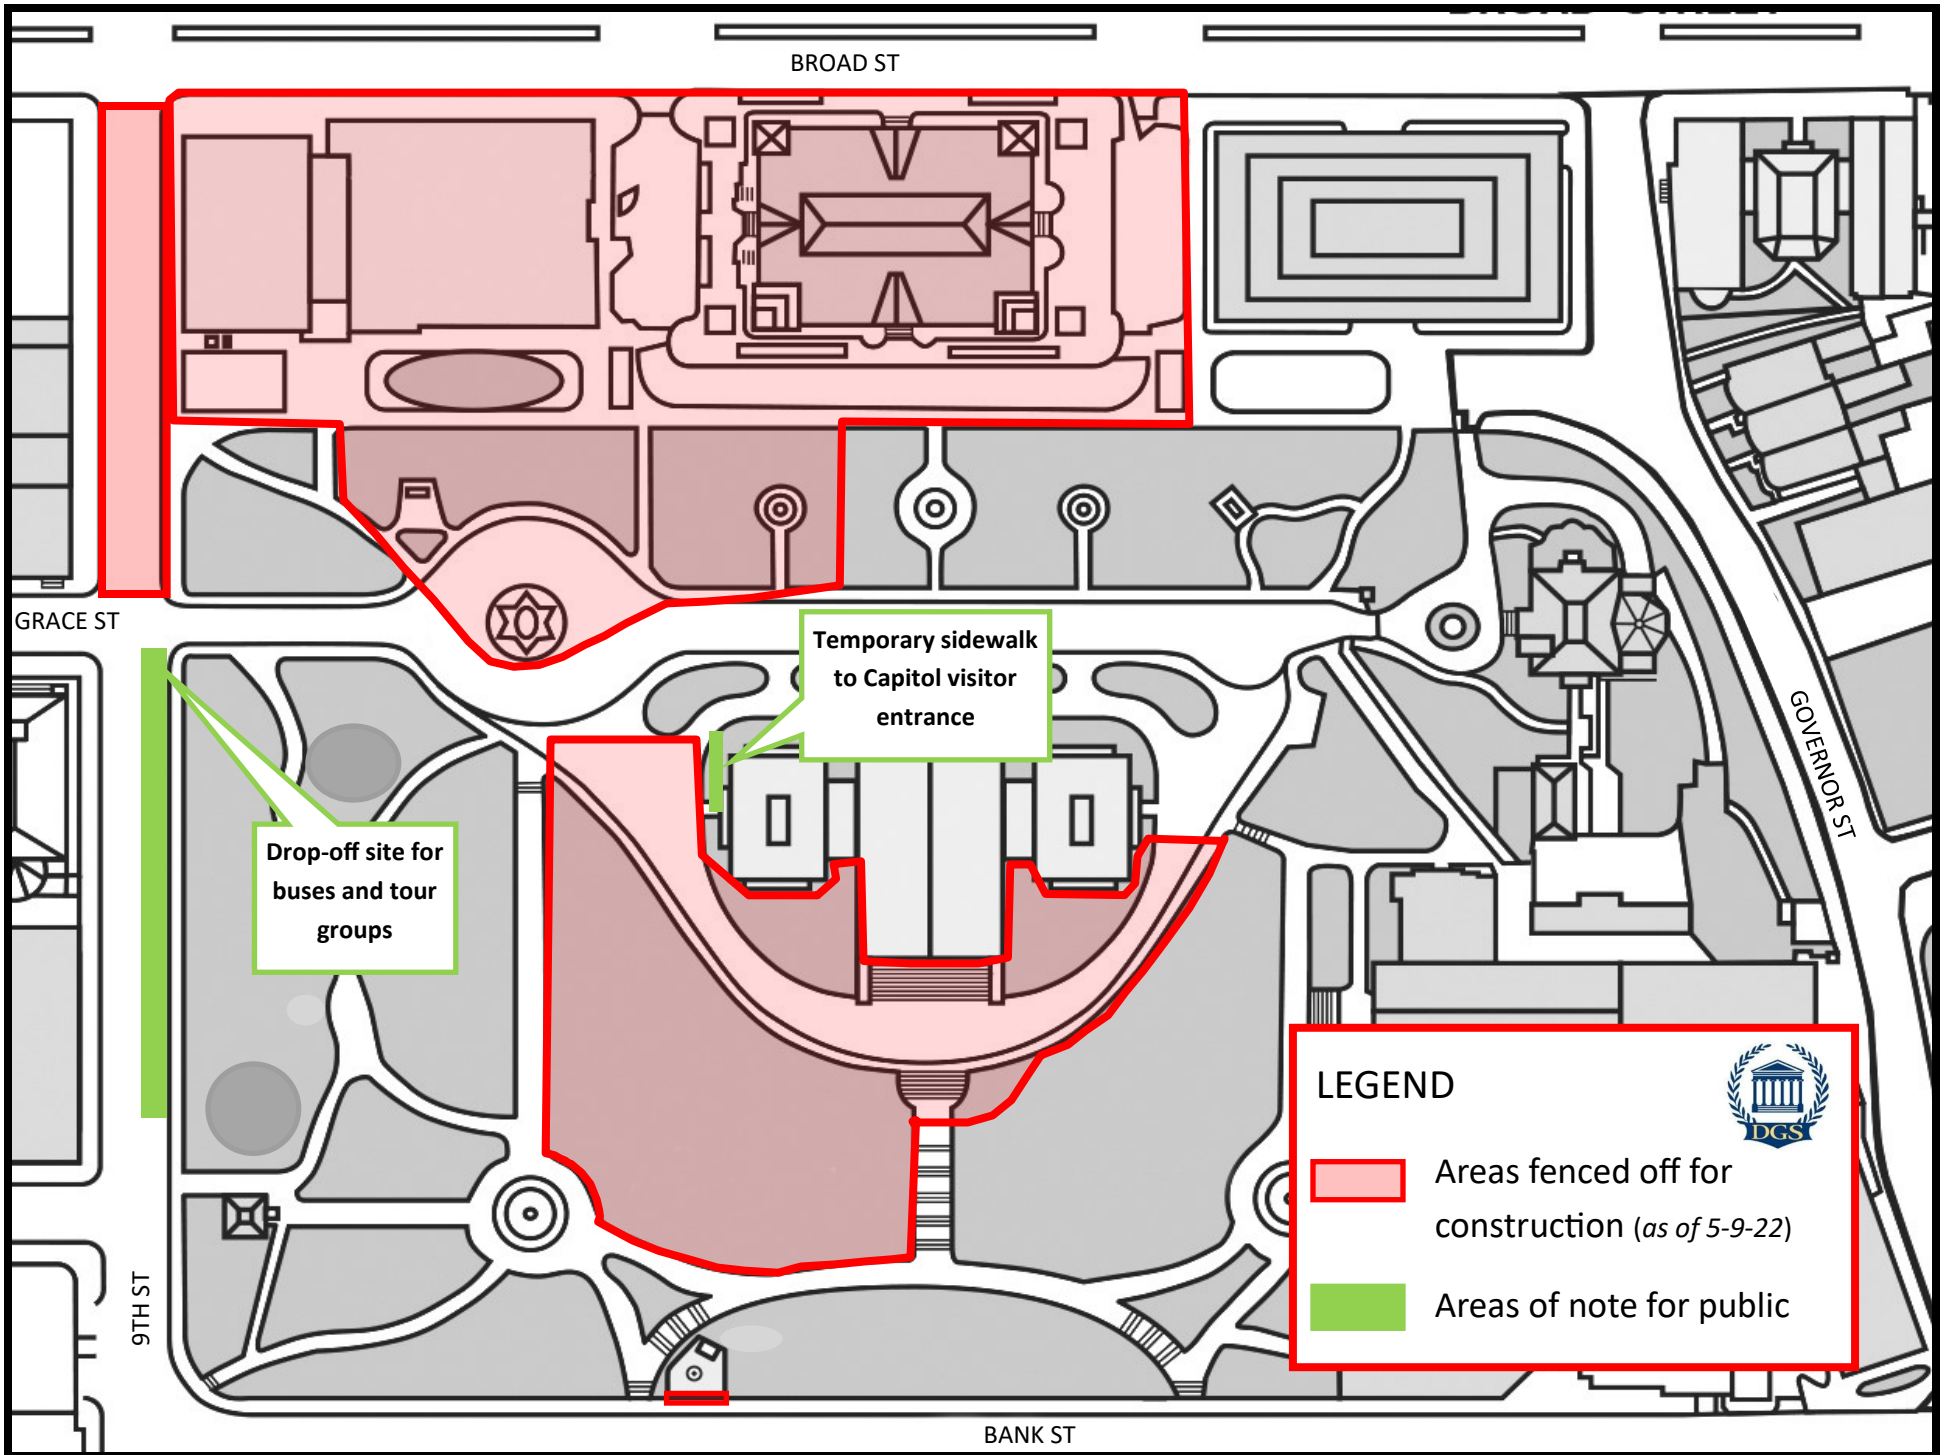 BROAD STREET
BROAD ST
GRACE ST
Temporary sidewalk
to Capitol visitor
entrance
Drop-off site for
buses and tour
groups
GOVERNOR ST
9TH ST
LEGEND
DGS
Areas fenced off for
construction (as of 5-9-22)
Areas of note for public
BANK ST